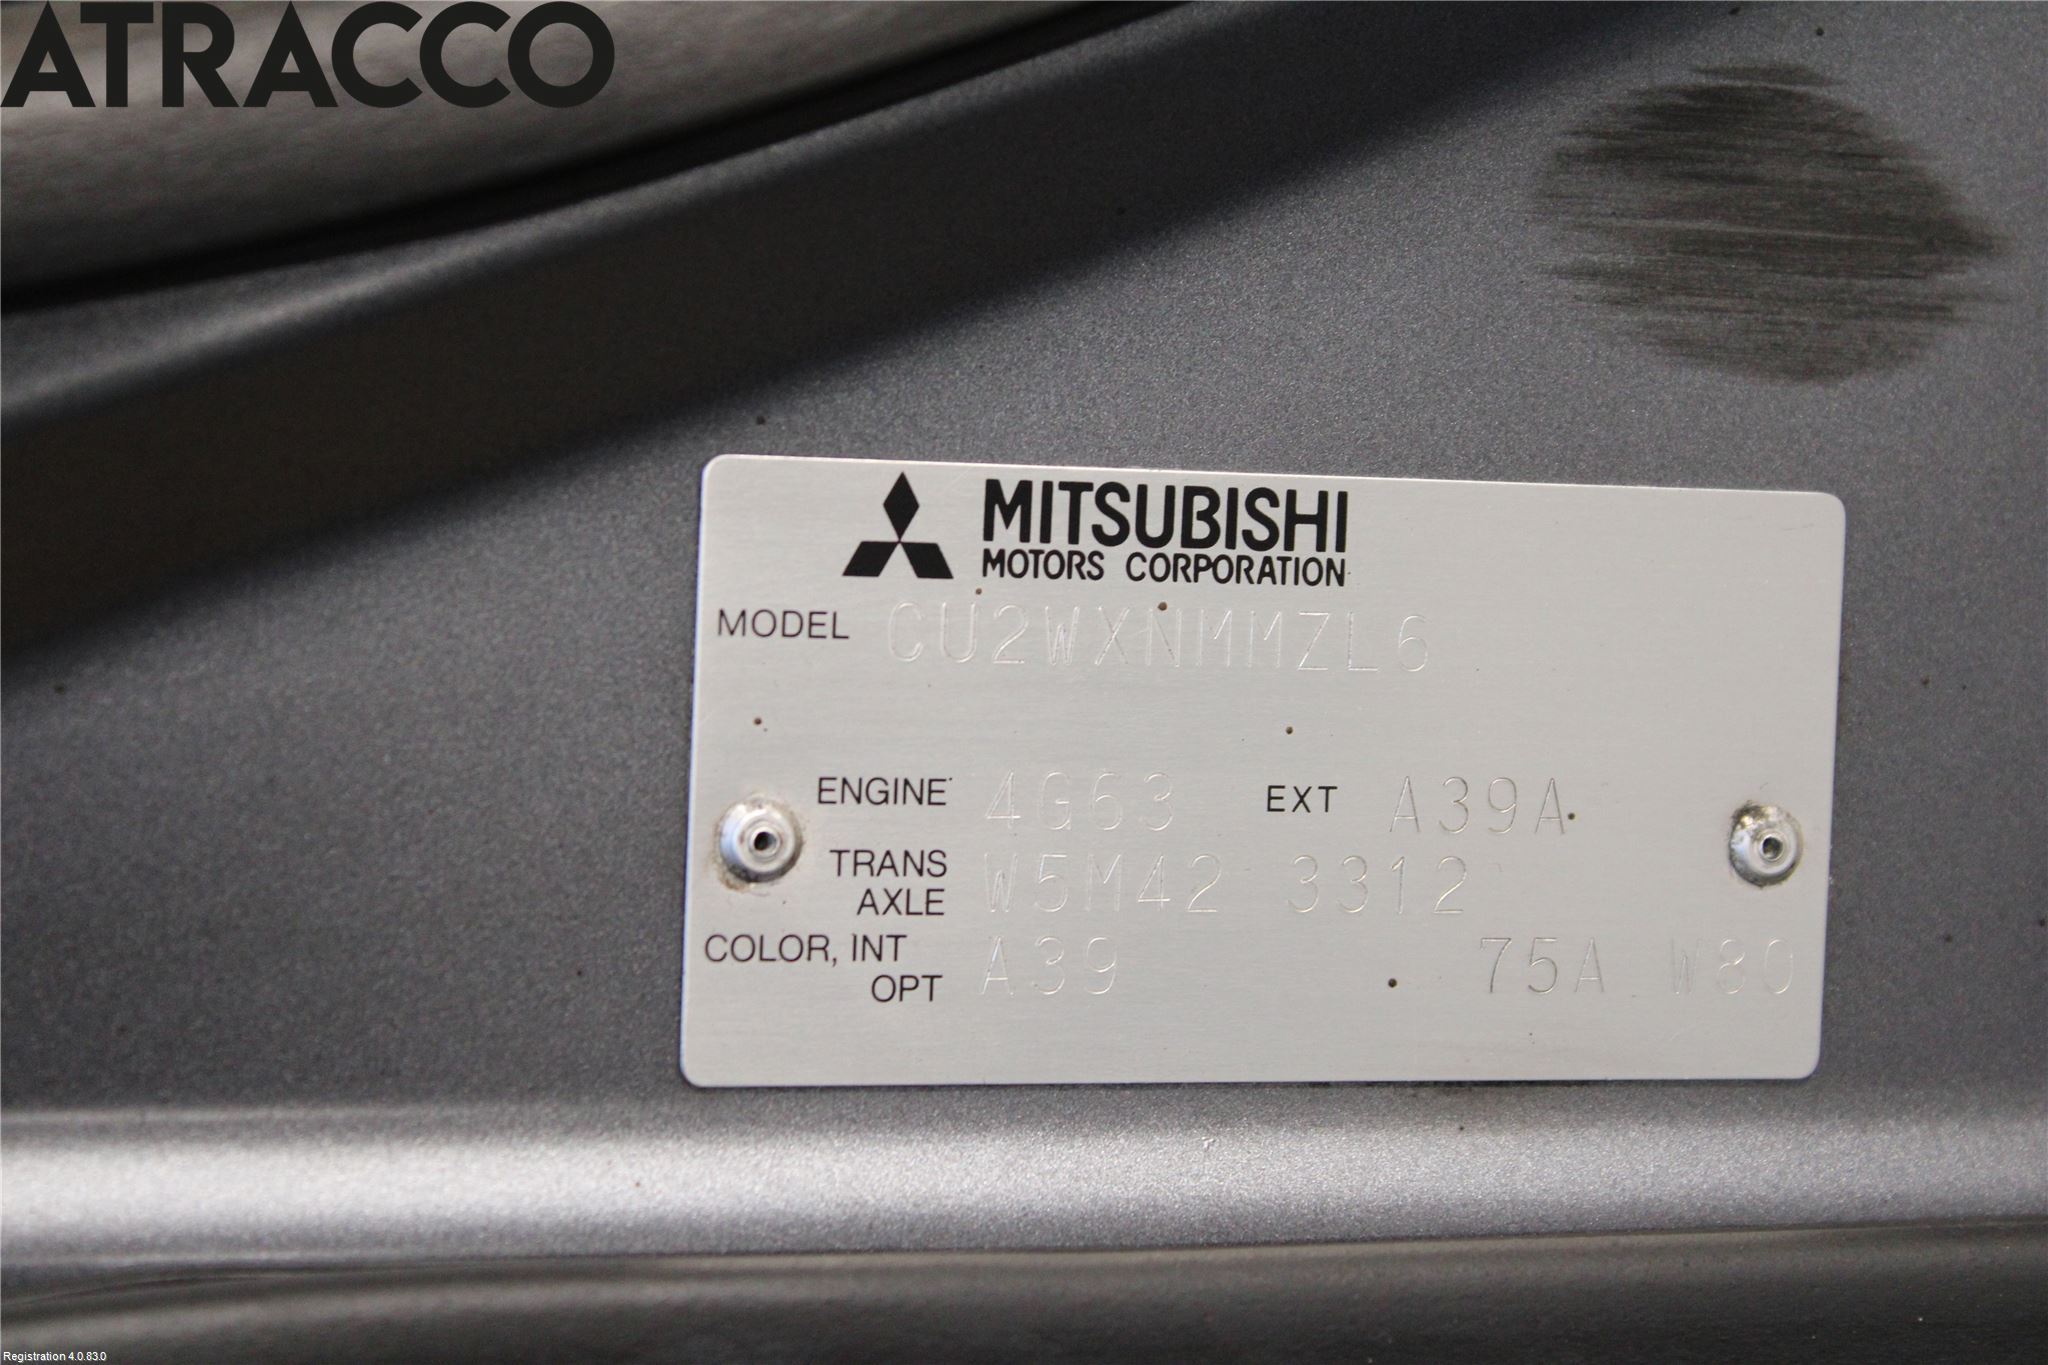 ATRACCO
MITSUBISHI
MOTORS CORPORATION
MODEL CU2WXNMMZL6
ENGINE 4G63 EXT A39A
TRANS AXLE W5M42 3312
COLOR, INT OPT A39 75A W80
Registration 4.0.83.0